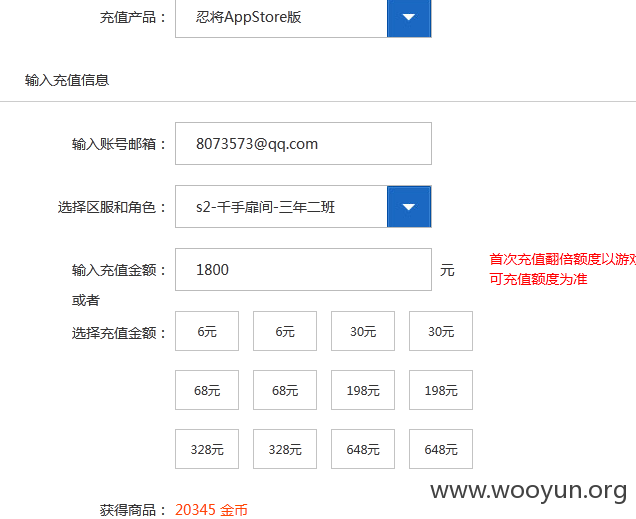 充值产品： 忍将AppStore版
输入充值信息
输入账号邮箱： 8073573@qq.com
选择区服和角色： s2-千手扉间-三年二班
输入充值金额： 1800 元 首次充值翻倍额度以游戏
可充值额度为准
或者
选择充值金额： 6元 6元 30元 30元
68元 68元 198元 198元
328元 328元 648元 648元
www.wooyun.org
获得商品： 20345 金币